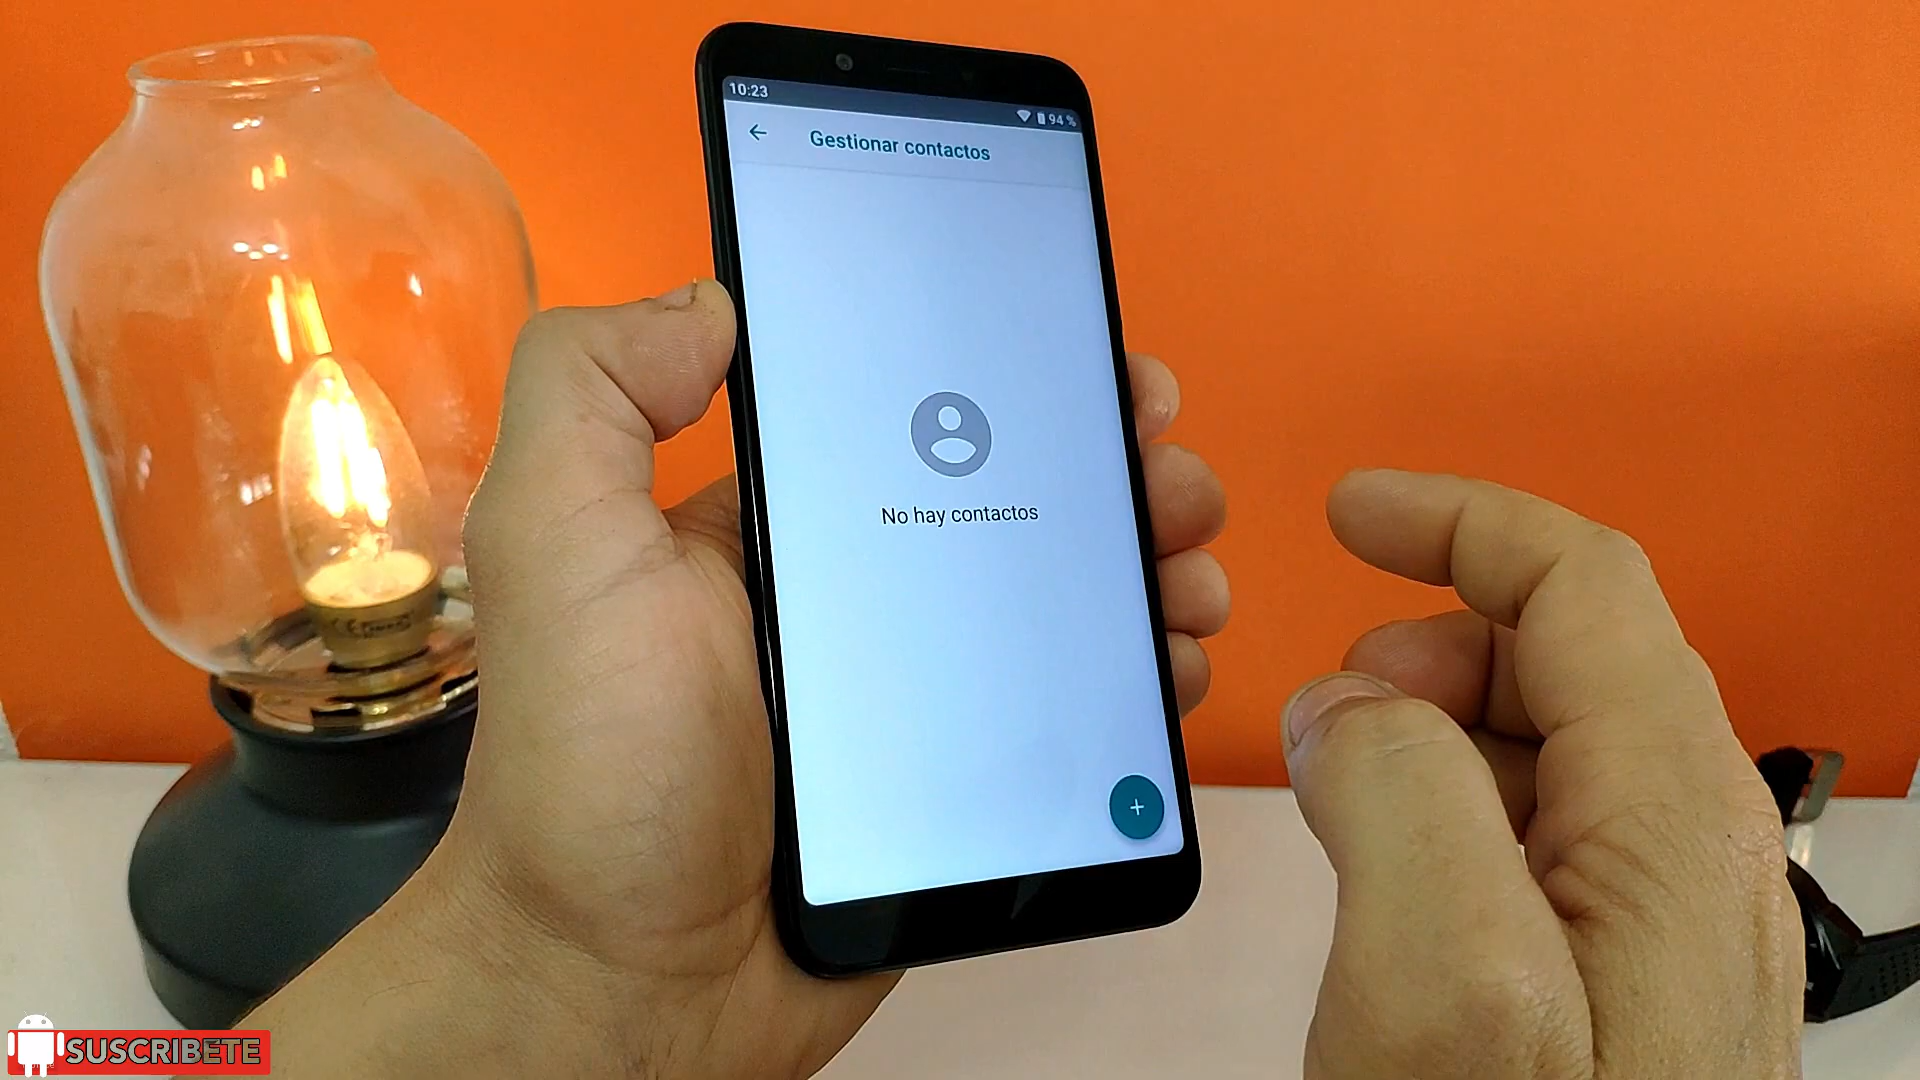 10:23
94 %
Gestionar contactos
No hay contactos
SUSCRIBETE